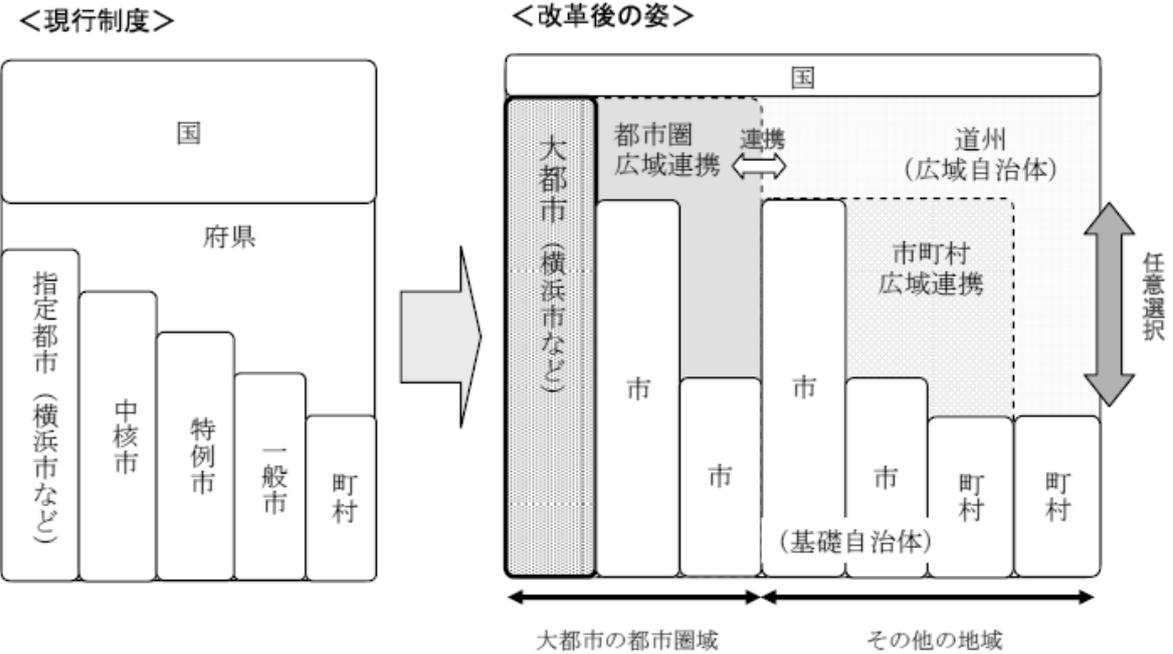 ＜現行制度＞
国
府県
指定都市（横浜市など）
中核市
特例市
一般市
町村
＜改革後の姿＞
国
大都市（横浜市など）
都市圏
広域連携
連携
道州
（広域自治体）
市町村
広域連携
市
市
市
市
町村
町村
（基礎自治体）
任意選択
大都市の都市圏域
その他の地域